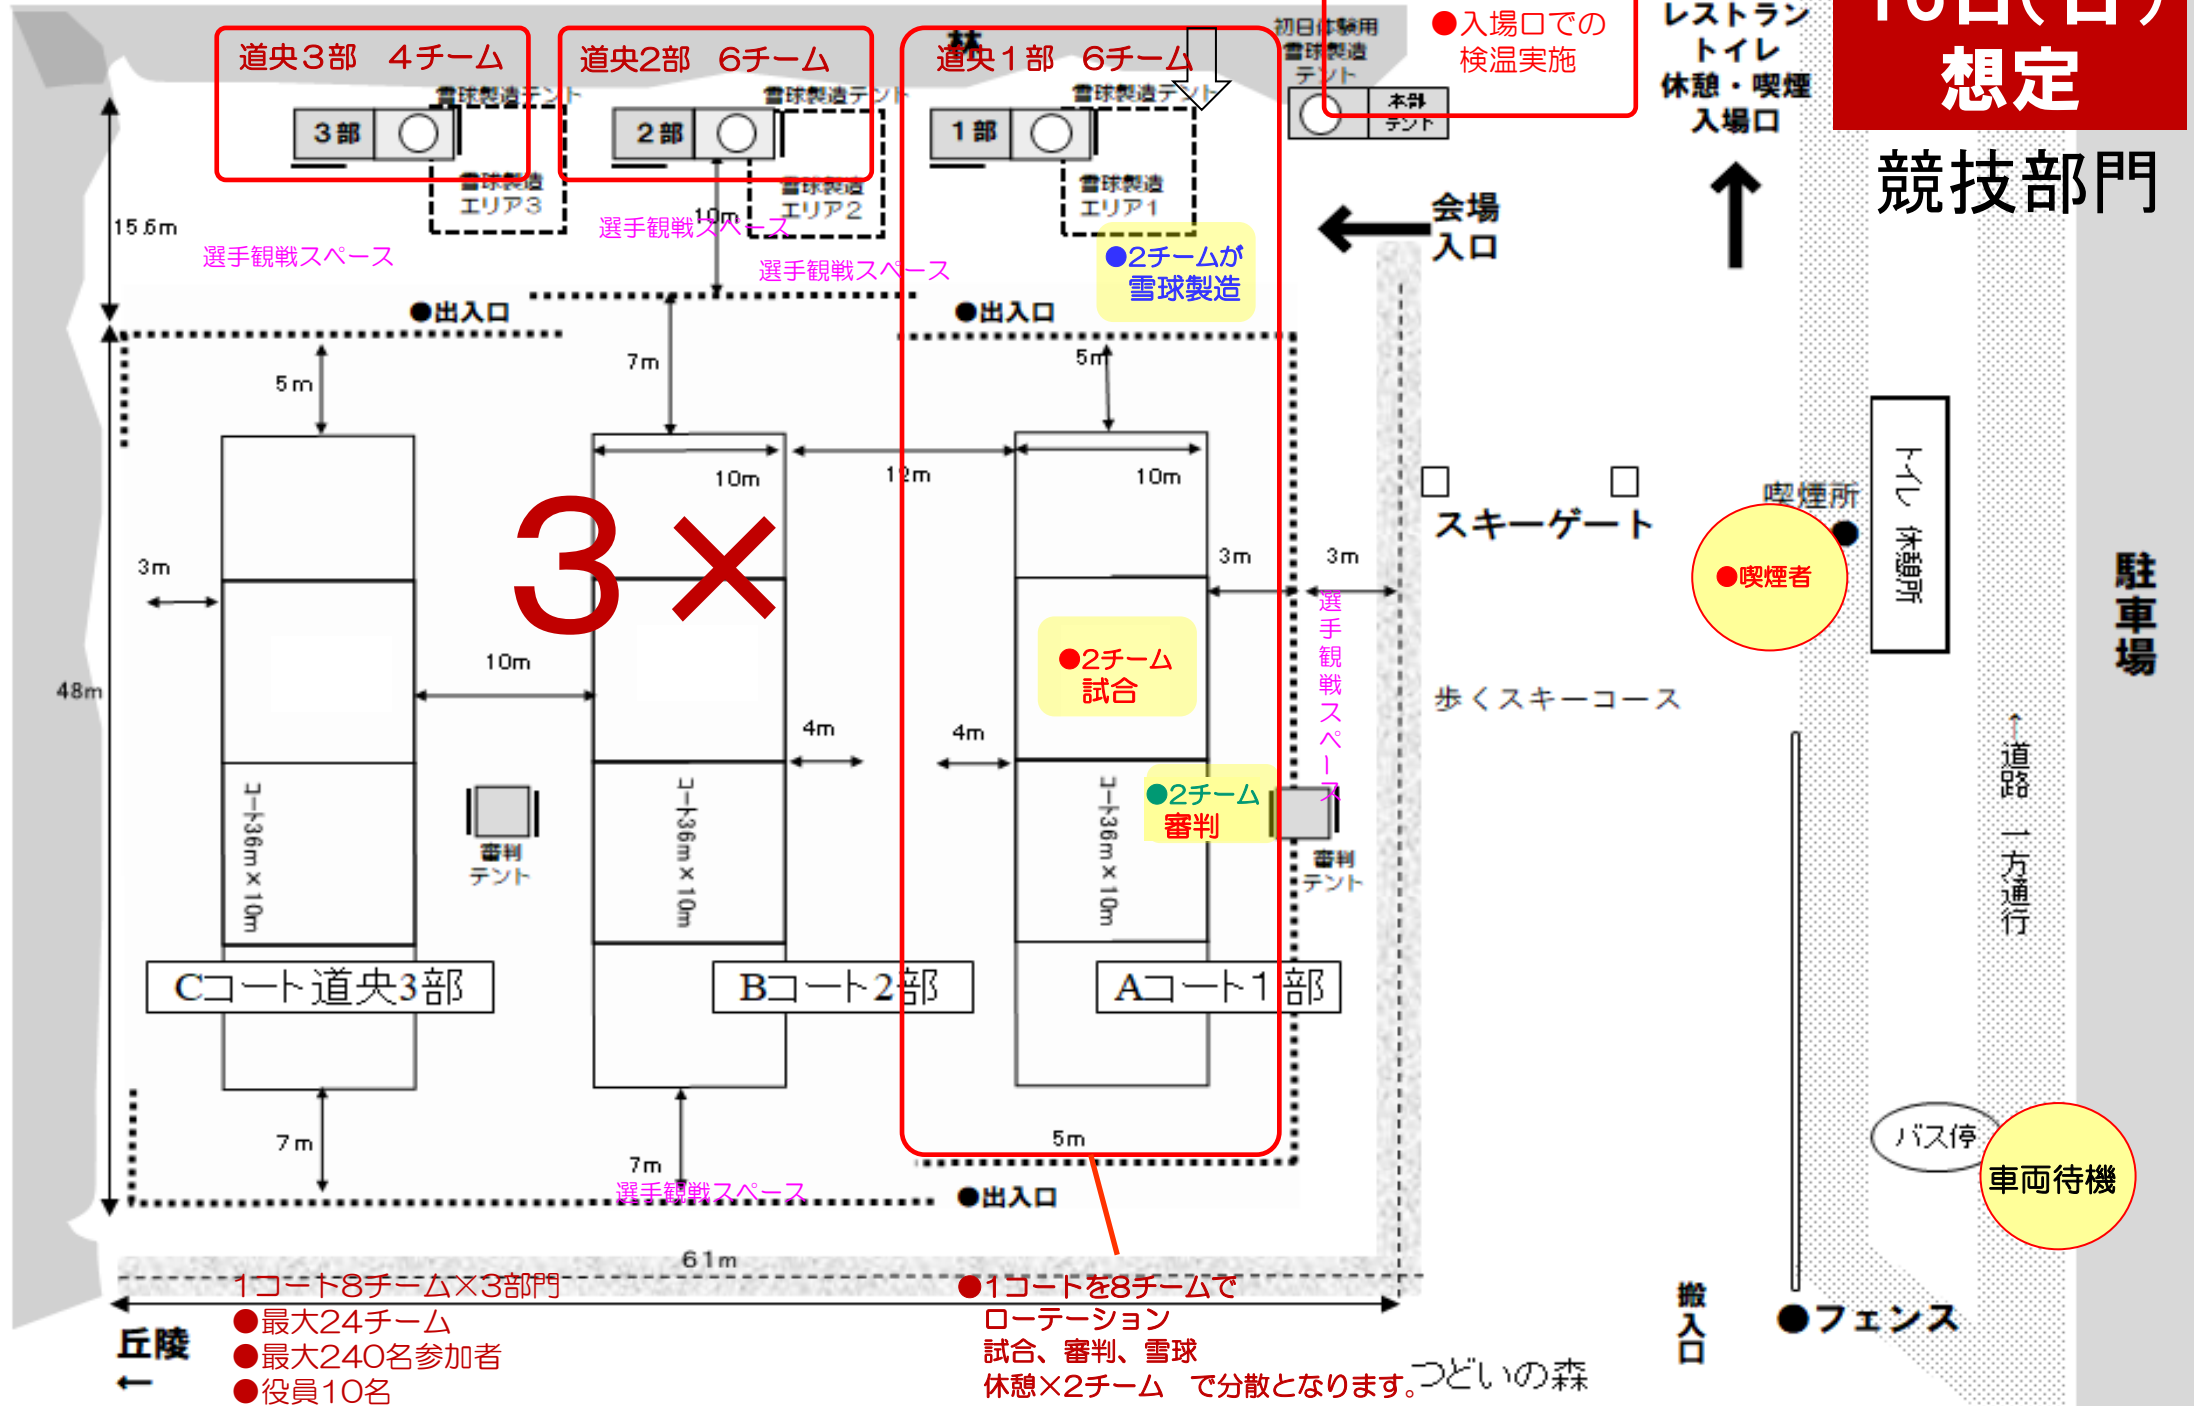 道央3部　4チーム
道央2部　6チーム
林
道央1部　6チーム
初日体験用
雪球製造
テント
●入場口での
検温実施
レストラン
トイレ
休憩・喫煙
入場口
10日(日)
想定
競技部門
雪球製造テント
雪球製造テント
雪球製造テント
3部
2部
1部
本部
テント
雪球製造
エリア3
雪球製造
エリア2
雪球製造
エリア1
15.6m
10m
選手観戦スペース
選手観戦スペース
選手観戦スペース
●2チームが
雪球製造
会場
入口
●出入口
●出入口
5m
7m
5m
10m
12m
10m
3×
スキーゲート
喫煙所
●喫煙者
トイレ 休憩所
駐車場
3m
3m
3m
選手観戦スペース
●2チーム
試合
10m
48m
4m
4m
歩くスキーコース
←道路 一方通行
●2チーム
審判
コート36m×10m
コート36m×10m
コート36m×10m
審判
テント
審判
テント
Cコート道央3部
Bコート2部
Aコート1部
7m
7m
5m
選手観戦スペース
●出入口
バス停
車両待機
61m
1コート8チーム×3部門
●最大24チーム
●最大240名参加者
●役員10名
丘陵
←
●1コートを8チームで
ローテーション
試合、審判、雪球
休憩×2チーム　で分散となります。
つどいの森
搬入口
●フェンス